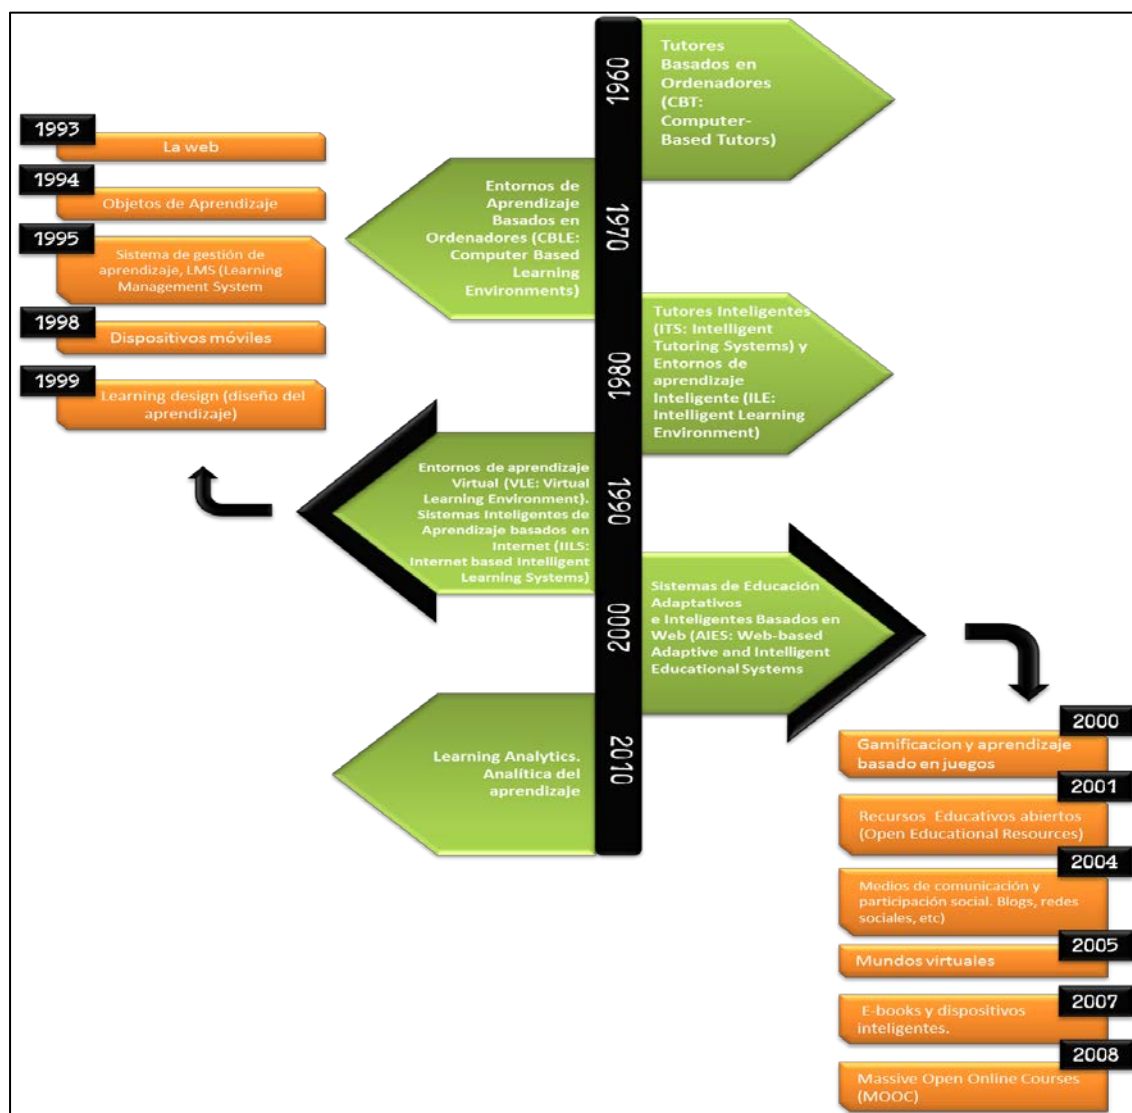 1960
Tutores
Basados en
Ordenadores
(CBT:
Computer-
Based Tutors)
1970
Entornos de
Aprendizaje
Basados en
Ordenadores (CBLE:
Computer Based
Learning
Environments)
1980
Tutores Inteligentes
(ITS: Intelligent
Tutoring Systems) y
Entornos de
aprendizaje
Inteligente (ILE:
Intelligent Learning
Environment)
1990
Entornos de aprendizaje
Virtual (VLE: Virtual
Learning Environment).
Sistemas Inteligentes de
Aprendizaje basados en
Internet (IILS:
Internet based Intelligent
Learning Systems)
1993
La web
1994
Objetos de Aprendizaje
1995
Sistema de gestión de
aprendizaje, LMS (Learning
Management System
1998
Dispositivos móviles
1999
Learning design (diseño del
aprendizaje)
2000
Sistemas de Educación
Adaptativos
e Inteligentes Basados en
Web (AIES: Web-based
Adaptive and Intelligent
Educational Systems
2000
Gamificacion y aprendizaje
basado en juegos
2001
Recursos Educativos abiertos
(Open Educational Resources)
2004
Medios de comunicación y
participación social. Blogs, redes
sociales, etc)
2005
Mundos virtuales
2007
E-books y dispositivos
inteligentes.
2008
Massive Open Online Courses
(MOOC)
2010
Learning Analytics.
Analítica del
aprendizaje